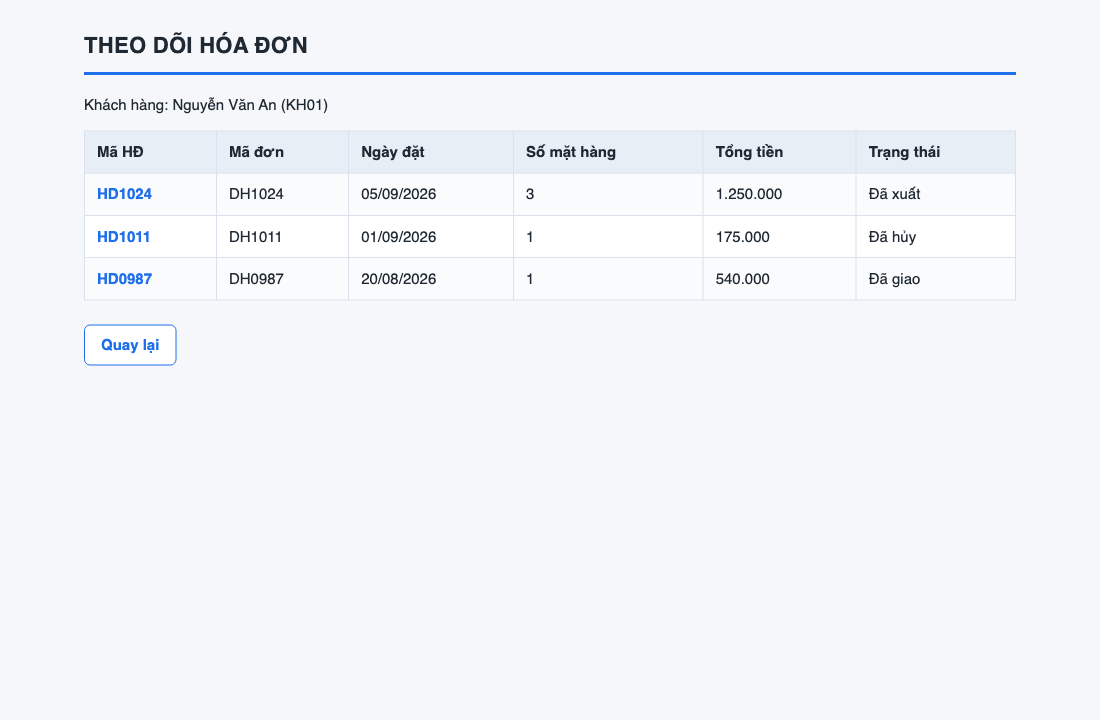 THEO DÕI HÓA ĐƠN
Khách hàng: Nguyễn Văn An (KH01)
Mã HĐ Mã đơn Ngày đặt Số mặt hàng Tổng tiền Trạng thái
HD1024 DH1024 05/09/2026 3 1.250.000 Đã xuất
HD1011 DH1011 01/09/2026 1 175.000 Đã hủy
HD0987 DH0987 20/08/2026 1 540.000 Đã giao
Quay lại